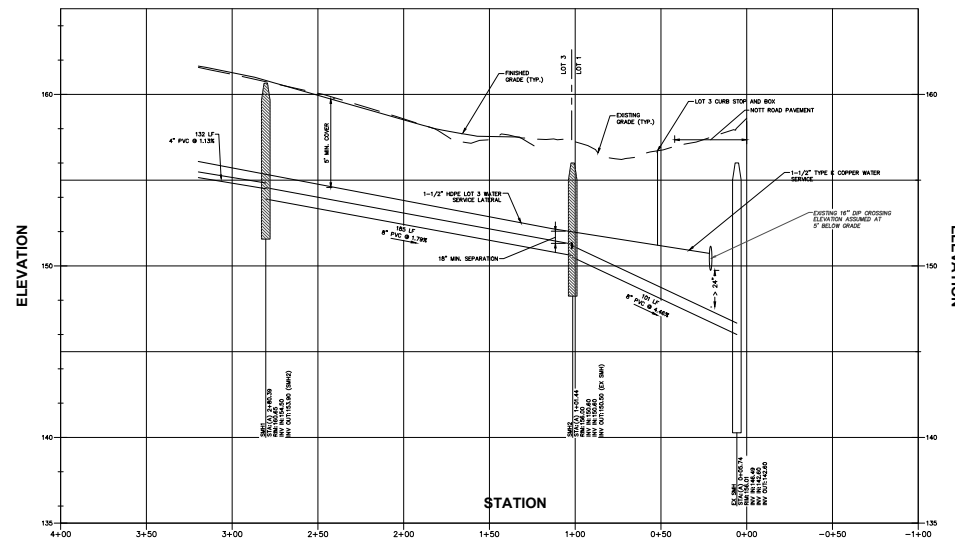 LOT 3
LOT 1
FINISHED
GRADE (TYP.)
LOT 3 CURB STOP AND BOX
NOTT ROAD PAVEMENT
EXISTING
GRADE (TYP.)
132 LF
4" PVC @ 1.13%
5' MIN. COVER
1-1/2" HDPE LOT 3 WATER
SERVICE LATERAL
1-1/2" TYPE K COPPER WATER
SERVICE
EXISTING 16" DIP CROSSING
ELEVATION ASSUMED AT
5' BELOW GRADE
185 LF
8" PVC @ 1.79%
18" MIN. SEPARATION
> 24"
101 LF
8" PVC @ 4.46%
ELEVATION
ELEVATION
160
160
150
150
140
140
135
135
SMH1
STA:(A) 2+80.39
RIM:160.65
INV IN:154.50
INV OUT:153.90 (SMH2)
SMH2
STA:(A) 1+01.44
RIM:156.00
INV IN:150.60
INV IN:150.60
INV OUT:150.50 (EX SMH)
EX SMH
STA:(A) 0+05.74
RIM:156.01
INV IN:146.49
INV IN:142.60
INV OUT:142.60
STATION
4+00
3+50
3+00
2+50
2+00
1+50
1+00
0+50
0+00
-0+50
-1+00